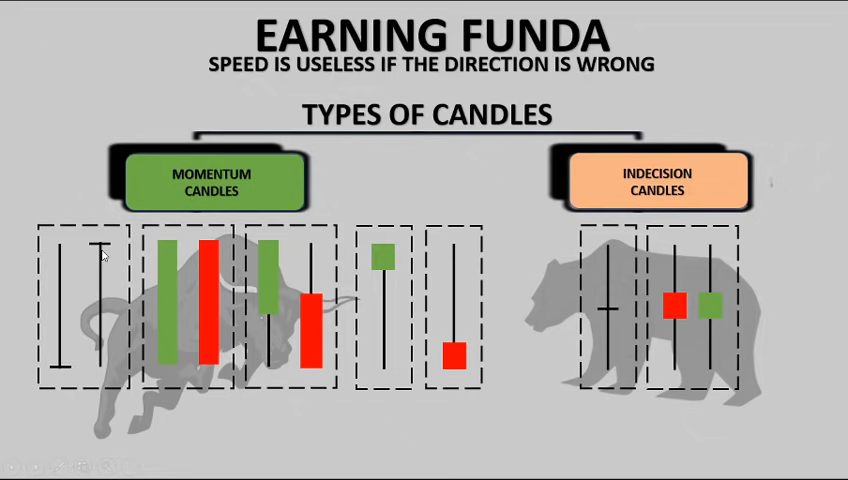 EARNING FUNDA
SPEED IS USELESS IF THE DIRECTION IS WRONG
TYPES OF CANDLES
MOMENTUM
CANDLES
INDECISION
CANDLES